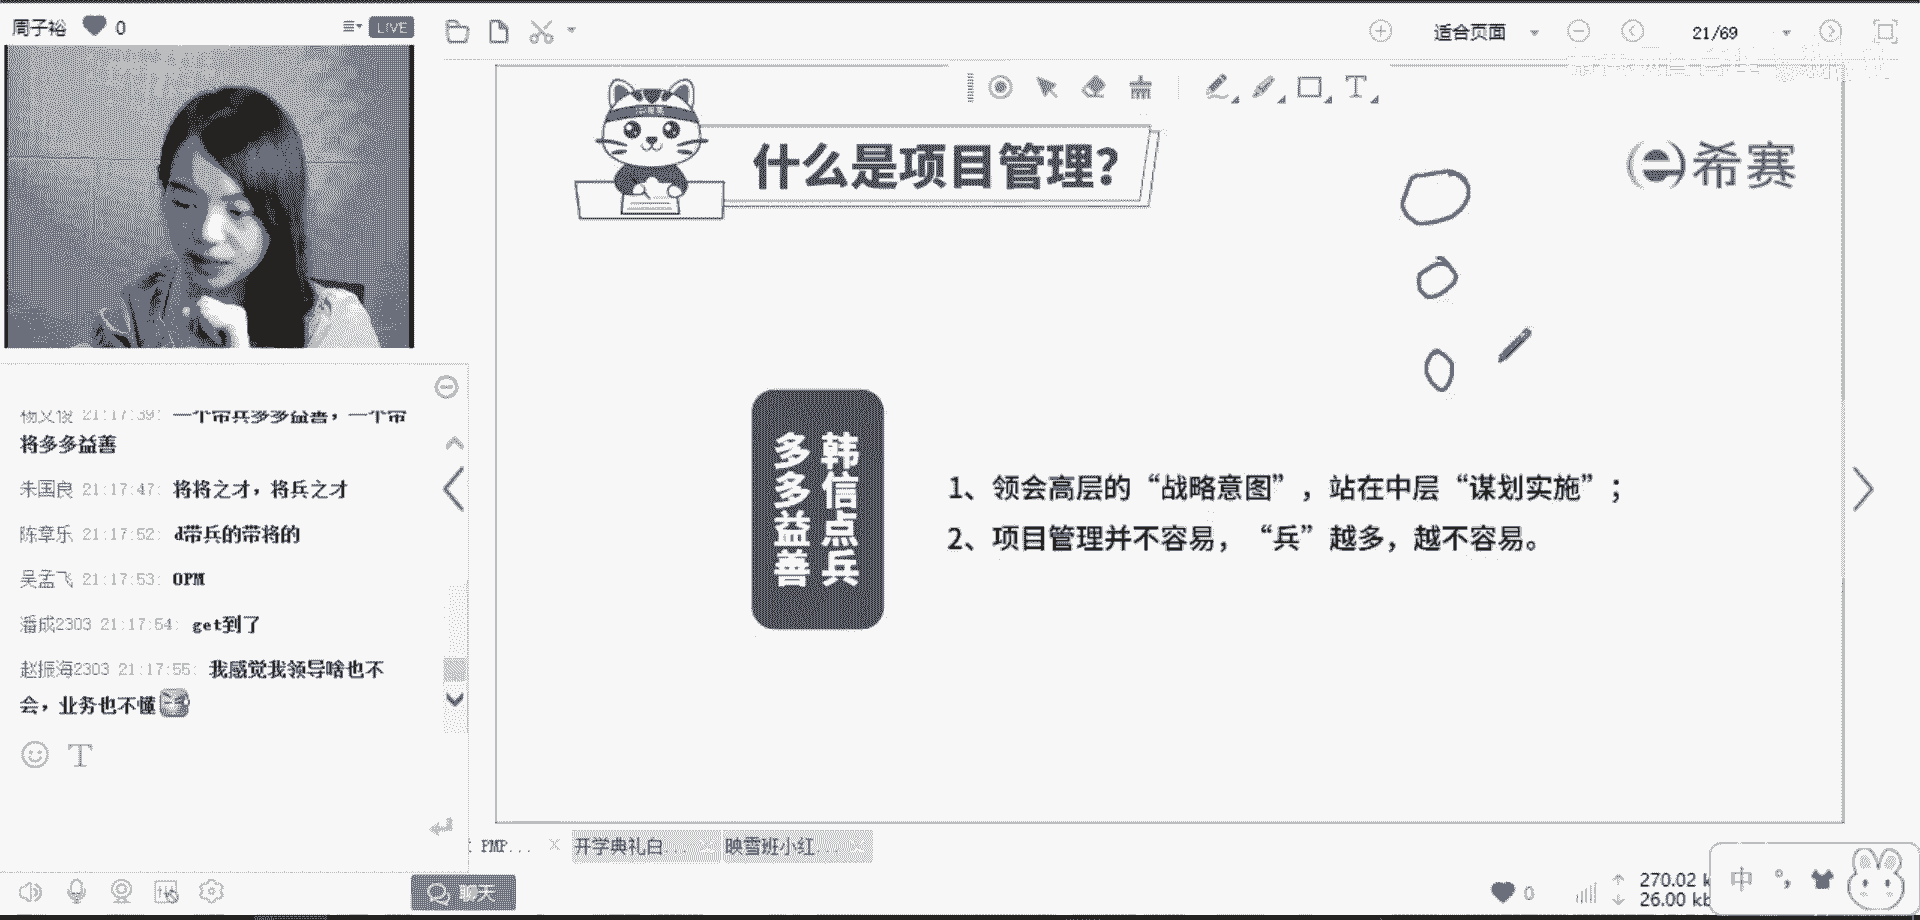 周子裕 0
LIVE
适合页面
21/69
什么是项目管理？
希赛
21:17:39: 一个带兵多多益善，一个带
将多多益善
朱国良 21:17:47: 将将之才，将兵之才
陈章乐 21:17:52: d带兵的带将的
吴孟飞 21:17:53: OPM
潘成2303 21:17:54: get到了
赵振海2303 21:17:55: 我感觉我领导啥也不
会，业务也不懂
韩信点兵
多多益善
1、领会高层的“战略意图”，站在中层“谋划实施”；
2、项目管理并不容易，“兵”越多，越不容易。
PMP...
开学典礼白...
映雪班小红...
聊天
0
270.02 k
26.00 kb
中